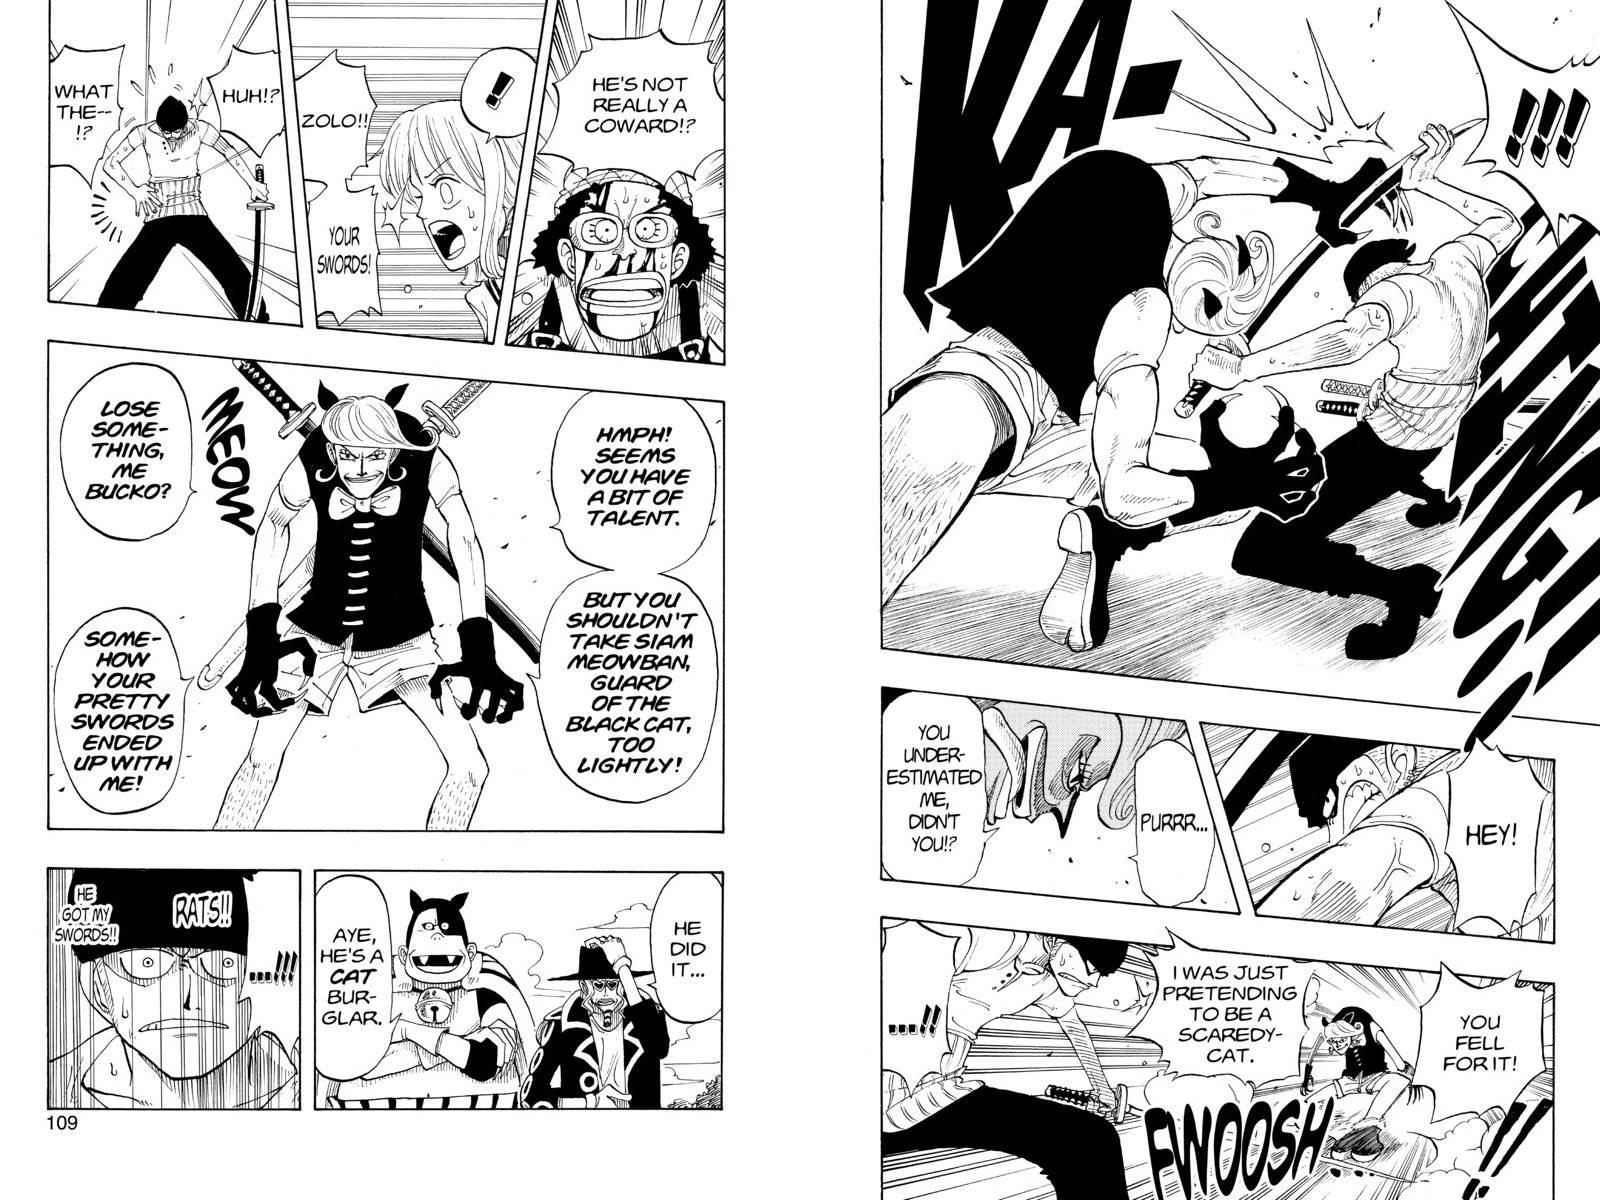 !!!
KA-
HEY!
PURRR...
YOU
UNDER-
ESTIMATED
ME,
DIDN'T
YOU!?
YOU
FELL
FOR IT!
I WAS JUST
PRETENDING
TO BE A
SCAREDY-
CAT.
!!
FWOOSH
....!!
HE'S NOT
REALLY A
COWARD!?
!
ZOLO!!
YOUR
SWORDS!
HUH!?
WHAT
THE--
!?
HMPH!
SEEMS
YOU HAVE
A BIT OF
TALENT.
BUT YOU
SHOULDN'T
TAKE SIAM
MEOWBAN,
GUARD
OF THE
BLACK CAT,
TOO
LIGHTLY!
MEOW
LOSE
SOME-
THING,
ME
BUCKO?
SOME-
HOW
YOUR
PRETTY
SWORDS
ENDED
UP WITH
ME!
HE
DID
IT...
AYE,
HE'S A
CAT
BUR-
GLAR.
....!!!
RATS!!
HE
GOT MY
SWORDS!!
109